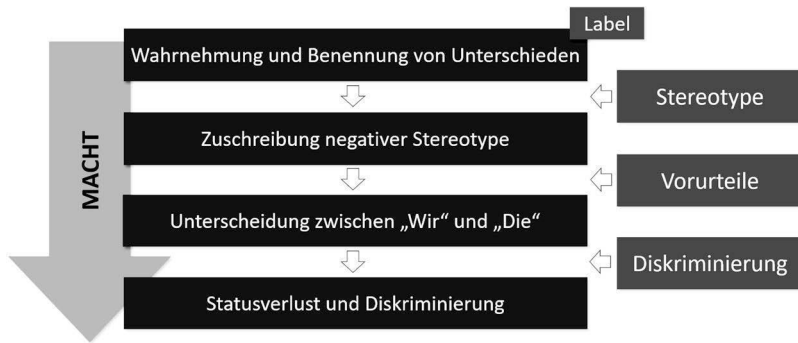 Label
Wahrnehmung und Benennung von Unterschieden
Stereotype
Zuschreibung negativer Stereotype
MACHT
Vorurteile
Unterscheidung zwischen „Wir“ und „Die“
Diskriminierung
Statusverlust und Diskriminierung